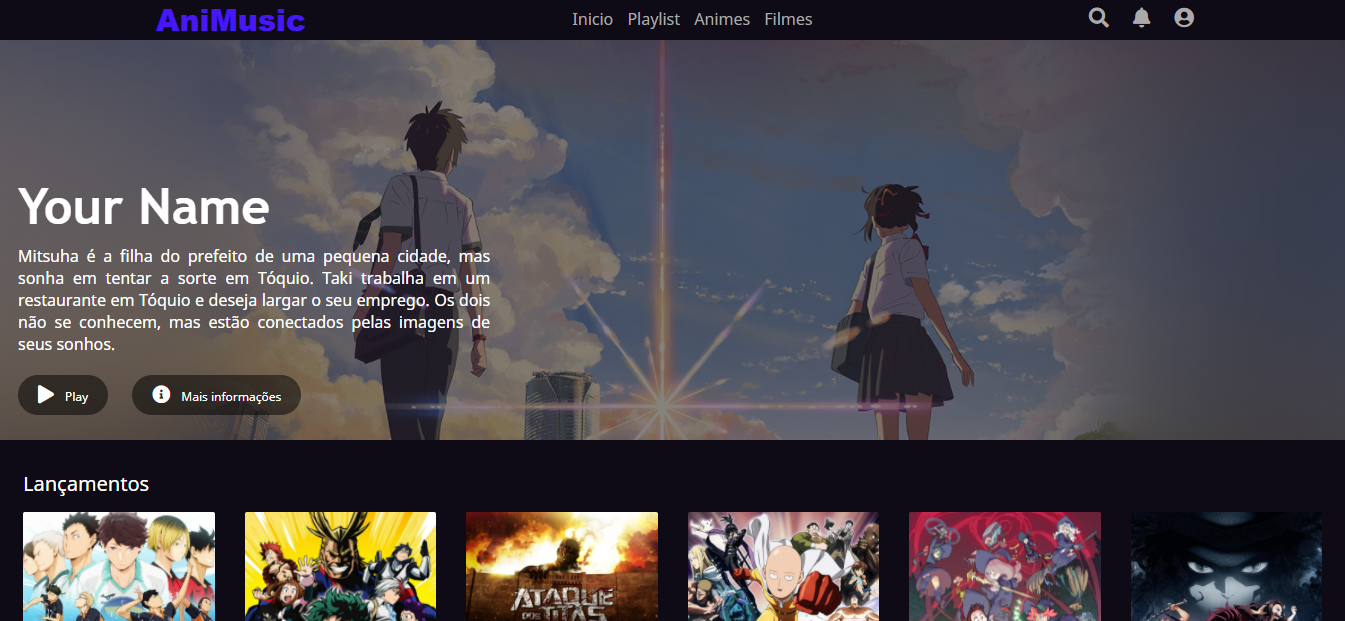 AniMusic
Inicio Playlist Animes Filmes
Your Name
Mitsuha é a filha do prefeito de uma pequena cidade, mas
sonha em tentar a sorte em Tóquio. Taki trabalha em um
restaurante em Tóquio e deseja largar o seu emprego. Os dois
não se conhecem, mas estão conectados pelas imagens de
seus sonhos.
Play
Mais informações
Lançamentos
ATAQUE
DOS TITÃS